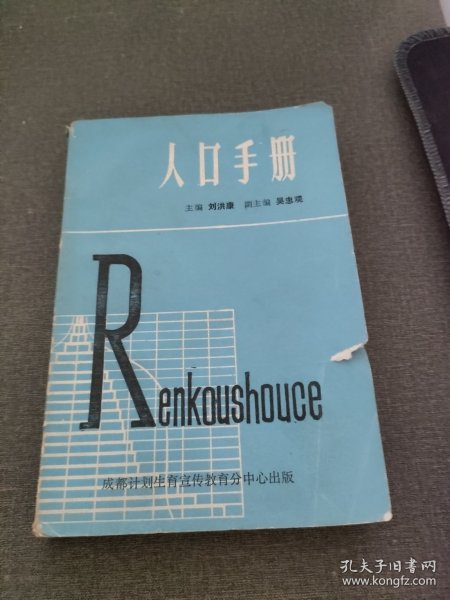 人口手册
主编 刘洪康 副主编 吴忠观
Renkoushouce
成都计划生育宣传教育分中心出版
孔夫子旧书网
www.kongfz.com